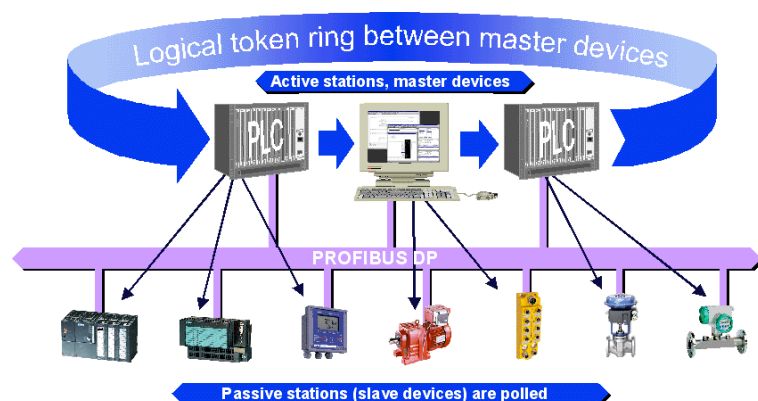 Logical token ring between master devices
Active stations, master devices
PLC
PLC
PROFIBUS DP
Passive stations (slave devices) are polled